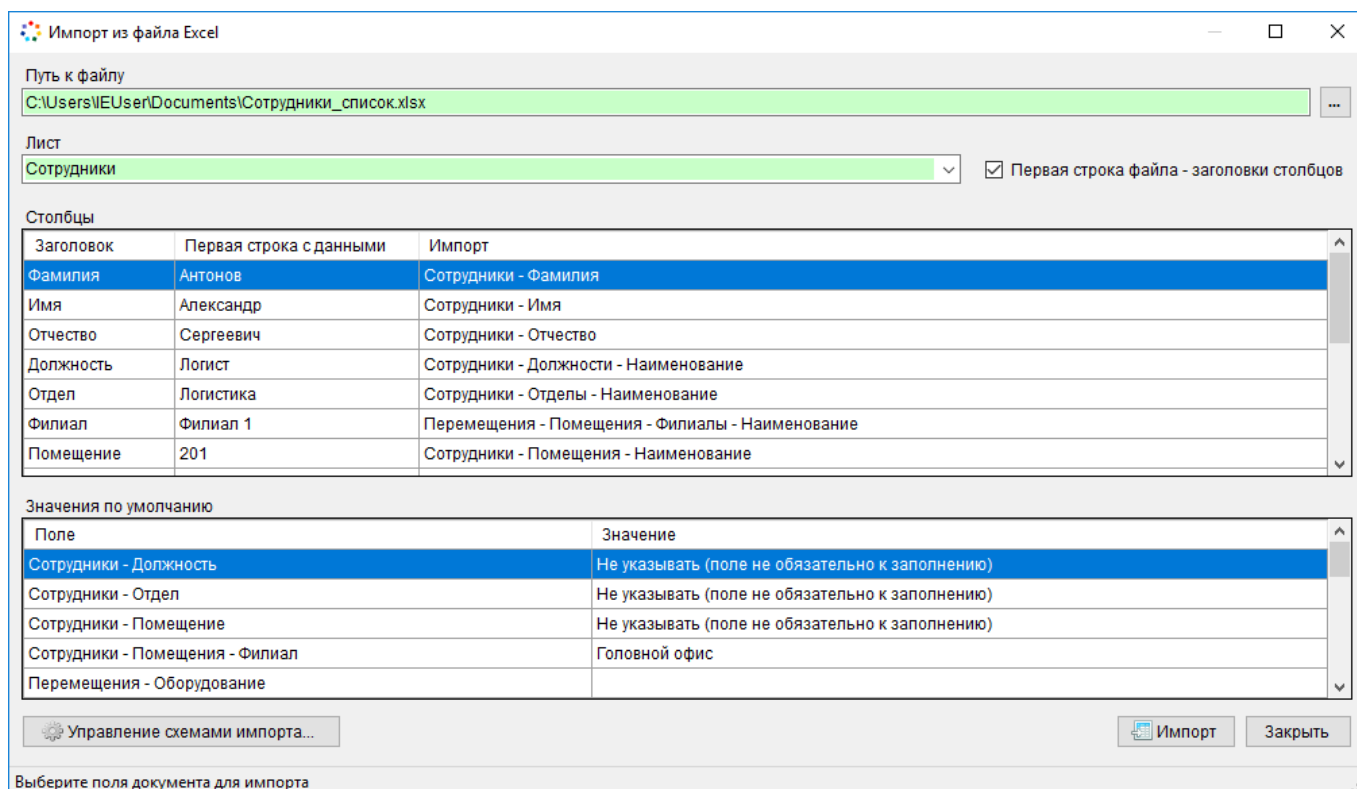 Импорт из файла Excel
Путь к файлу
C:\Users\IEUser\Documents\Сотрудники_список.xlsx
...
Лист
Сотрудники
Первая строка файла - заголовки столбцов
Столбцы
Заголовок Первая строка с данными Импорт
Фамилия Антонов Сотрудники - Фамилия
Имя Александр Сотрудники - Имя
Отчество Сергеевич Сотрудники - Отчество
Должность Логист Сотрудники - Должности - Наименование
Отдел Логистика Сотрудники - Отделы - Наименование
Филиал Филиал 1 Перемещения - Помещения - Филиалы - Наименование
Помещение 201 Сотрудники - Помещения - Наименование
Значения по умолчанию
Поле Значение
Сотрудники - Должность Не указывать (поле не обязательно к заполнению)
Сотрудники - Отдел Не указывать (поле не обязательно к заполнению)
Сотрудники - Помещение Не указывать (поле не обязательно к заполнению)
Сотрудники - Помещения - Филиал Головной офис
Перемещения - Оборудование
Управление схемами импорта... Импорт Закрыть
Выберите поля документа для импорта